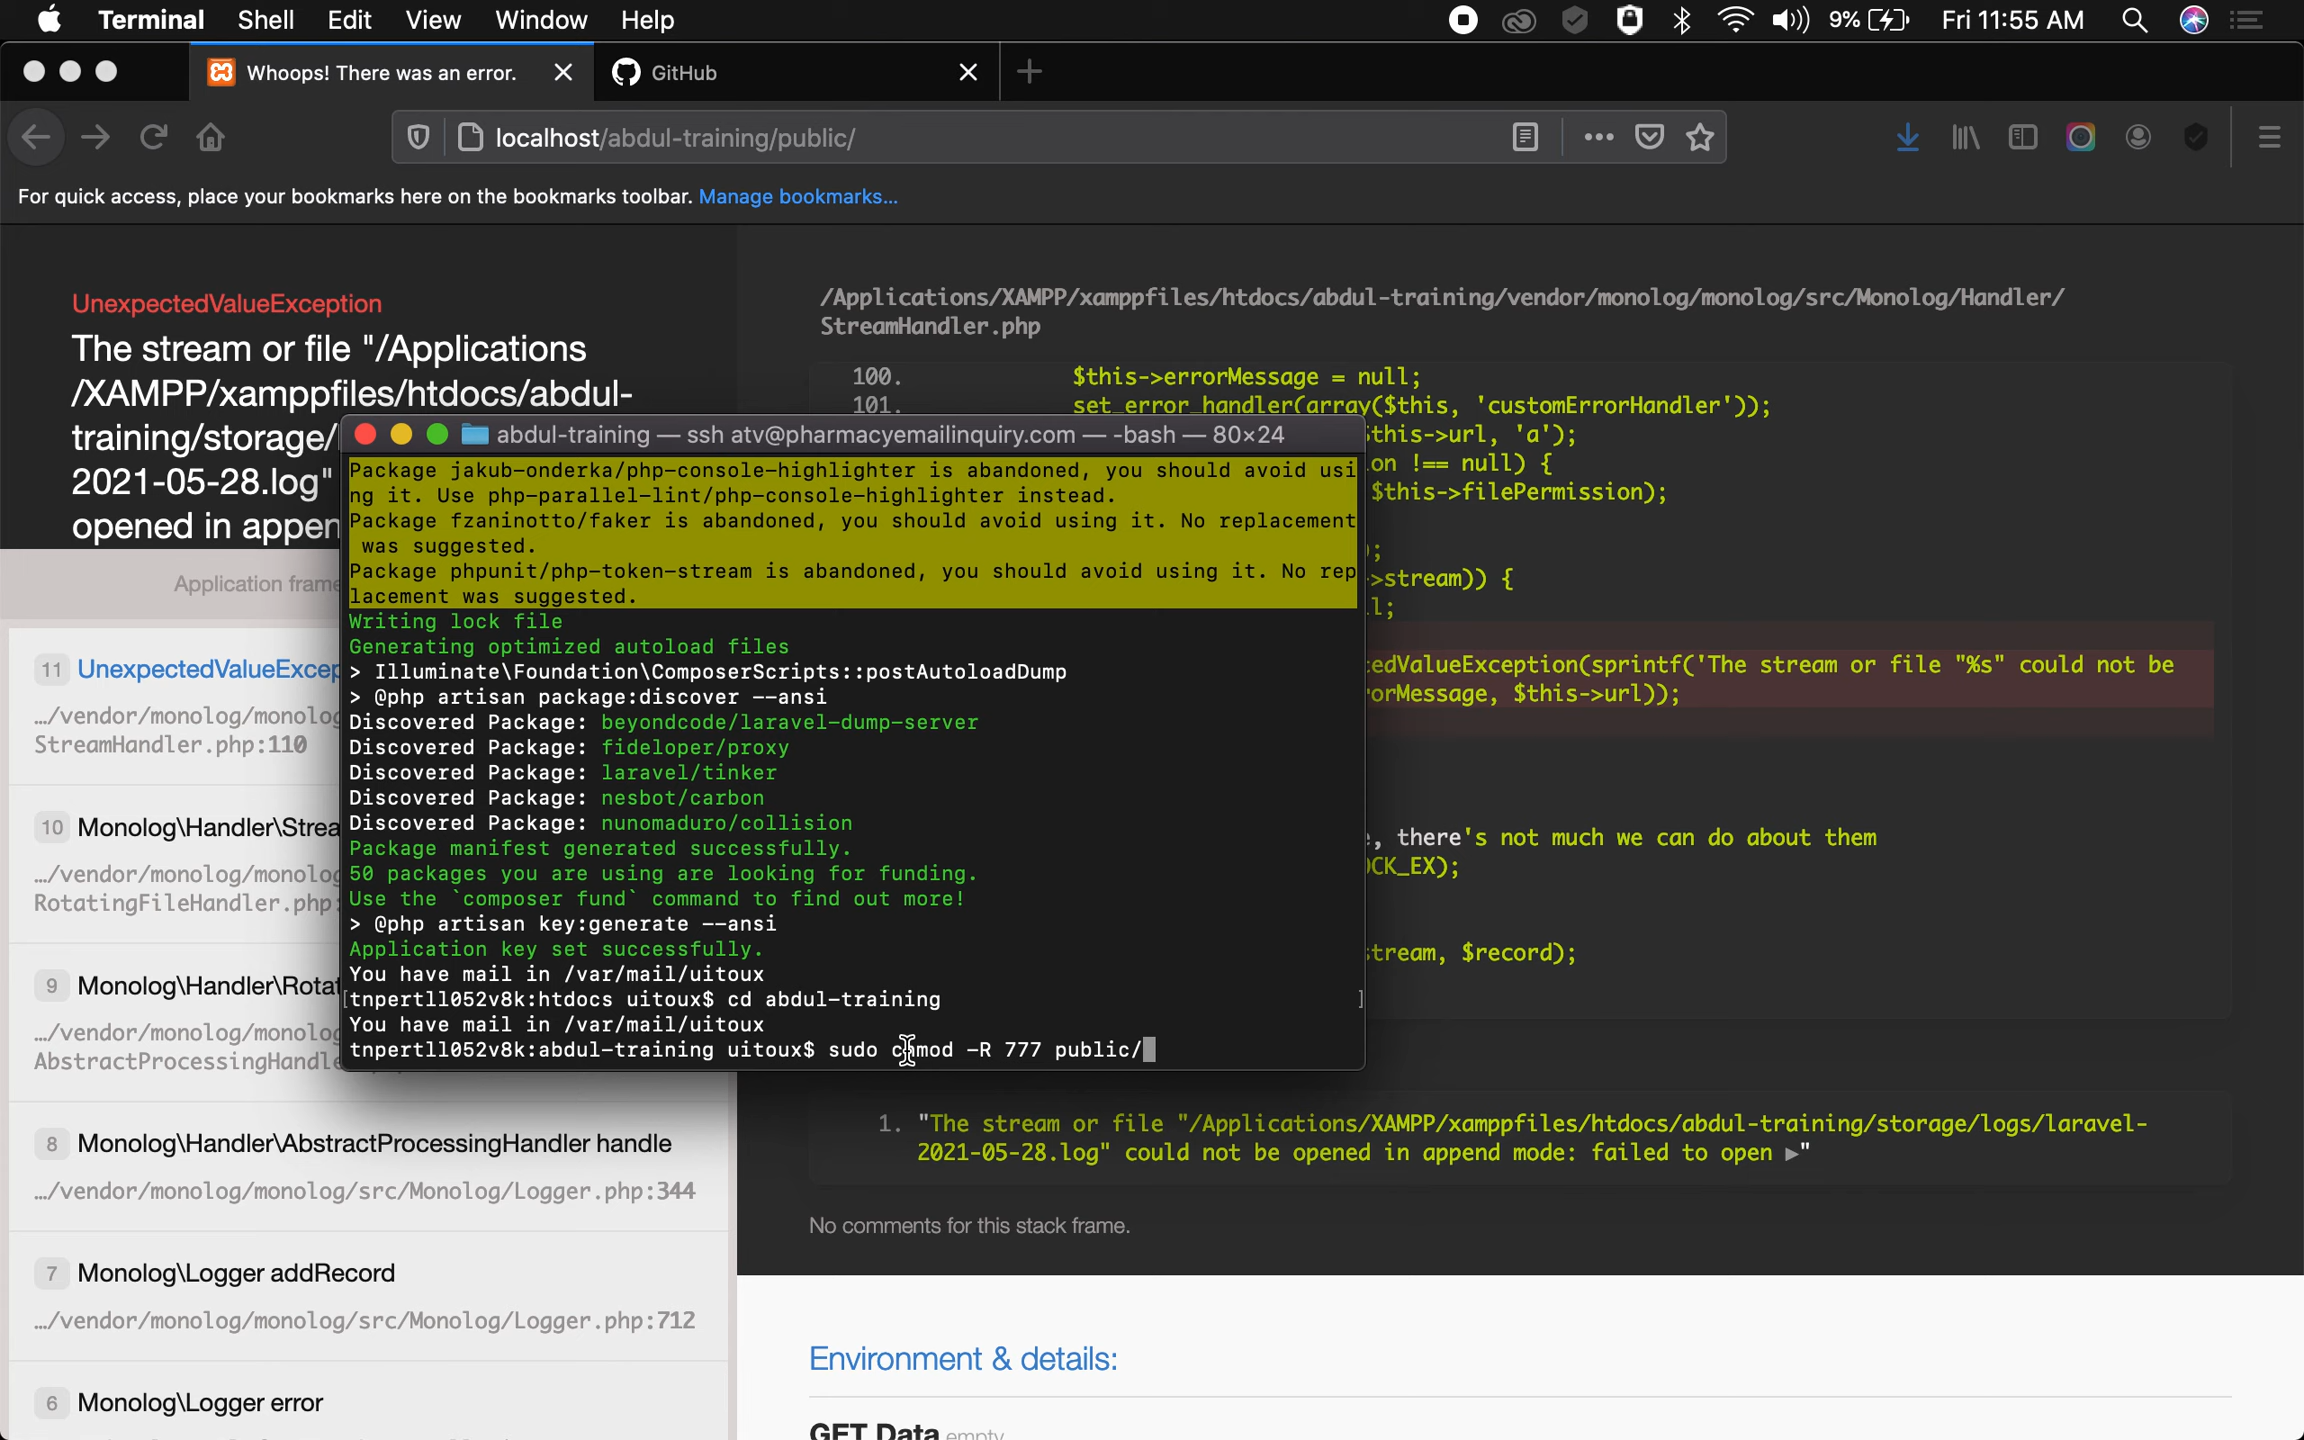 Terminal Shell Edit View Window Help 9% Fri 11:55 AM
Whoops! There was an error. GitHub
localhost/abdul-training/public/
For quick access, place your bookmarks here on the bookmarks toolbar. Manage bookmarks...
UnexpectedValueException
The stream or file "/Applications
/XAMPP/xamppfiles/htdocs/abdul-
training/storage/
2021-05-28.log"
opened in appen
Application frame
11 UnexpectedValueExcep
…/vendor/monolog/monolog
StreamHandler.php:110
10 Monolog\Handler\Strea
…/vendor/monolog/monolog
RotatingFileHandler.php:
9 Monolog\Handler\Rota
…/vendor/monolog/monolog
AbstractProcessingHandle
8 Monolog\Handler\AbstractProcessingHandler handle
…/vendor/monolog/monolog/src/Monolog/Logger.php:344
7 Monolog\Logger addRecord
…/vendor/monolog/monolog/src/Monolog/Logger.php:712
6 Monolog\Logger error
/Applications/XAMPP/xamppfiles/htdocs/abdul-training/vendor/monolog/monolog/src/Monolog/Handler/
StreamHandler.php
100. $this->errorMessage = null;
101. set_error_handler(array($this, 'customErrorHandler'));
this->url, 'a');
on !== null) {
$this->filePermission);
);
>stream)) {
l;
edValueException(sprintf('The stream or file "%s" could not be
orMessage, $this->url));
, there's not much we can do about them
CK_EX);
tream, $record);
abdul-training — ssh atv@pharmacyemailinquiry.com — -bash — 80×24
Package jakub-onderka/php-console-highlighter is abandoned, you should avoid usi
ng it. Use php-parallel-lint/php-console-highlighter instead.
Package fzaninotto/faker is abandoned, you should avoid using it. No replacement
was suggested.
Package phpunit/php-token-stream is abandoned, you should avoid using it. No rep
lacement was suggested.
Writing lock file
Generating optimized autoload files
> Illuminate\Foundation\ComposerScripts::postAutoloadDump
> @php artisan package:discover --ansi
Discovered Package: beyondcode/laravel-dump-server
Discovered Package: fideloper/proxy
Discovered Package: laravel/tinker
Discovered Package: nesbot/carbon
Discovered Package: nunomaduro/collision
Package manifest generated successfully.
50 packages you are using are looking for funding.
Use the `composer fund` command to find out more!
> @php artisan key:generate --ansi
Application key set successfully.
You have mail in /var/mail/uitoux
[tnpertll052v8k:htdocs uitoux$ cd abdul-training ]
You have mail in /var/mail/uitoux
tnpertll052v8k:abdul-training uitoux$ sudo chmod -R 777 public/
1. "The stream or file "/Applications/XAMPP/xamppfiles/htdocs/abdul-training/storage/logs/laravel-
2021-05-28.log" could not be opened in append mode: failed to open ▶"
No comments for this stack frame.
Environment & details:
GET Data empty